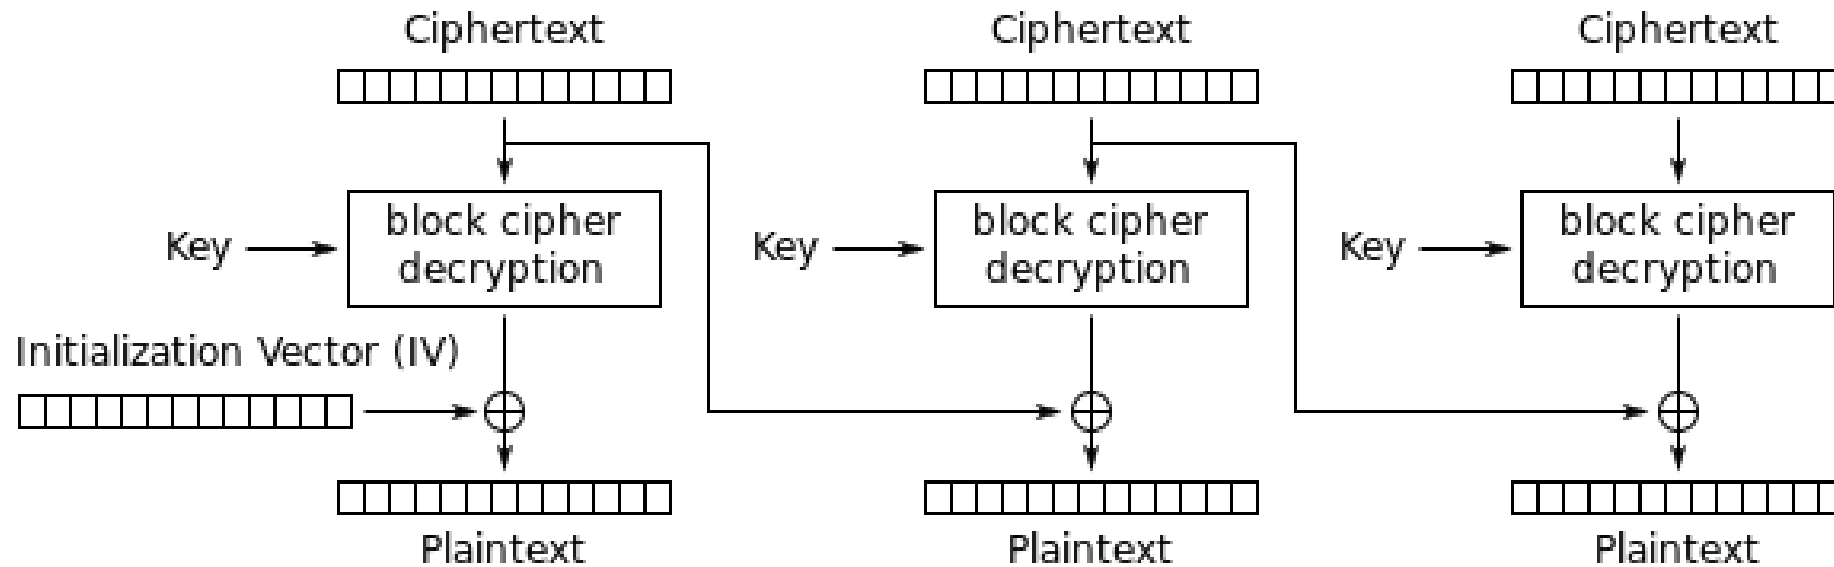 Ciphertext
Ciphertext
Ciphertext
Key
block cipher
decryption
Key
block cipher
decryption
Key
block cipher
decryption
Initialization Vector (IV)
Plaintext
Plaintext
Plaintext